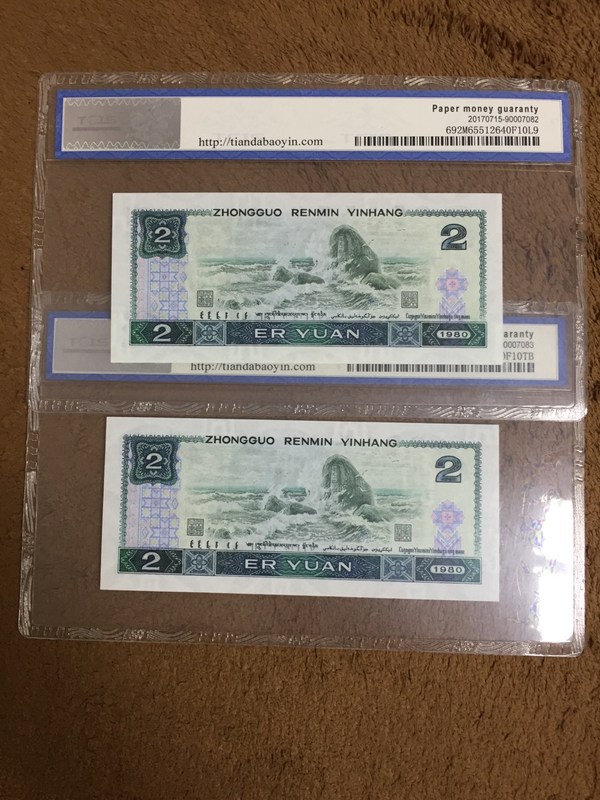 Paper money guaranty
20170715-90007082
http://tiandabaoyin.com
692M65512640F10L9
ZHONGGUO RENMIN YINHANG
2 2
2 ER YUAN 1980
aranty
0007083
http://tiandabaoyin.com
0F10TB
ZHONGGUO RENMIN YINHANG
2 2
2 ER YUAN 1980